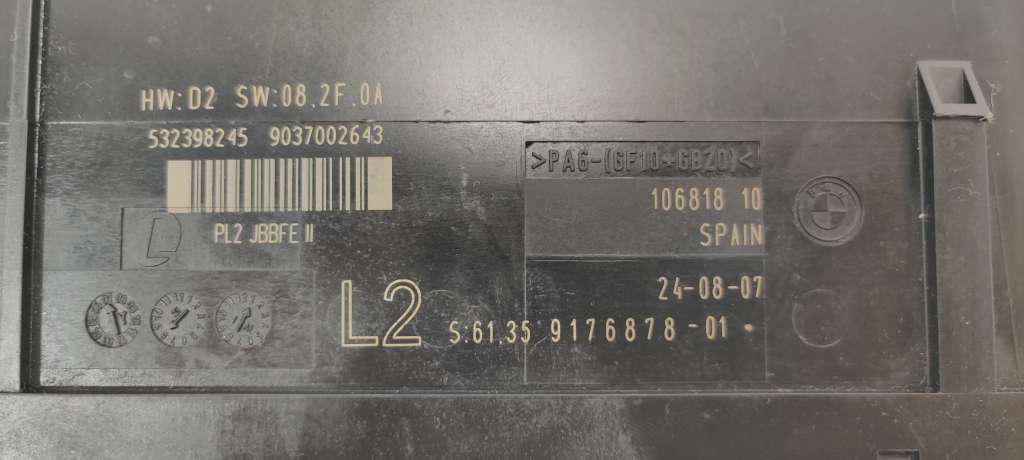 HW:D2 SW:08.2F.0A
532398245 9037002643
PL2 JBBFE II
L2
>PA6-(GF10+GB20)<
106818 10
SPAIN
24-08-07
S.61.35 9176878-01